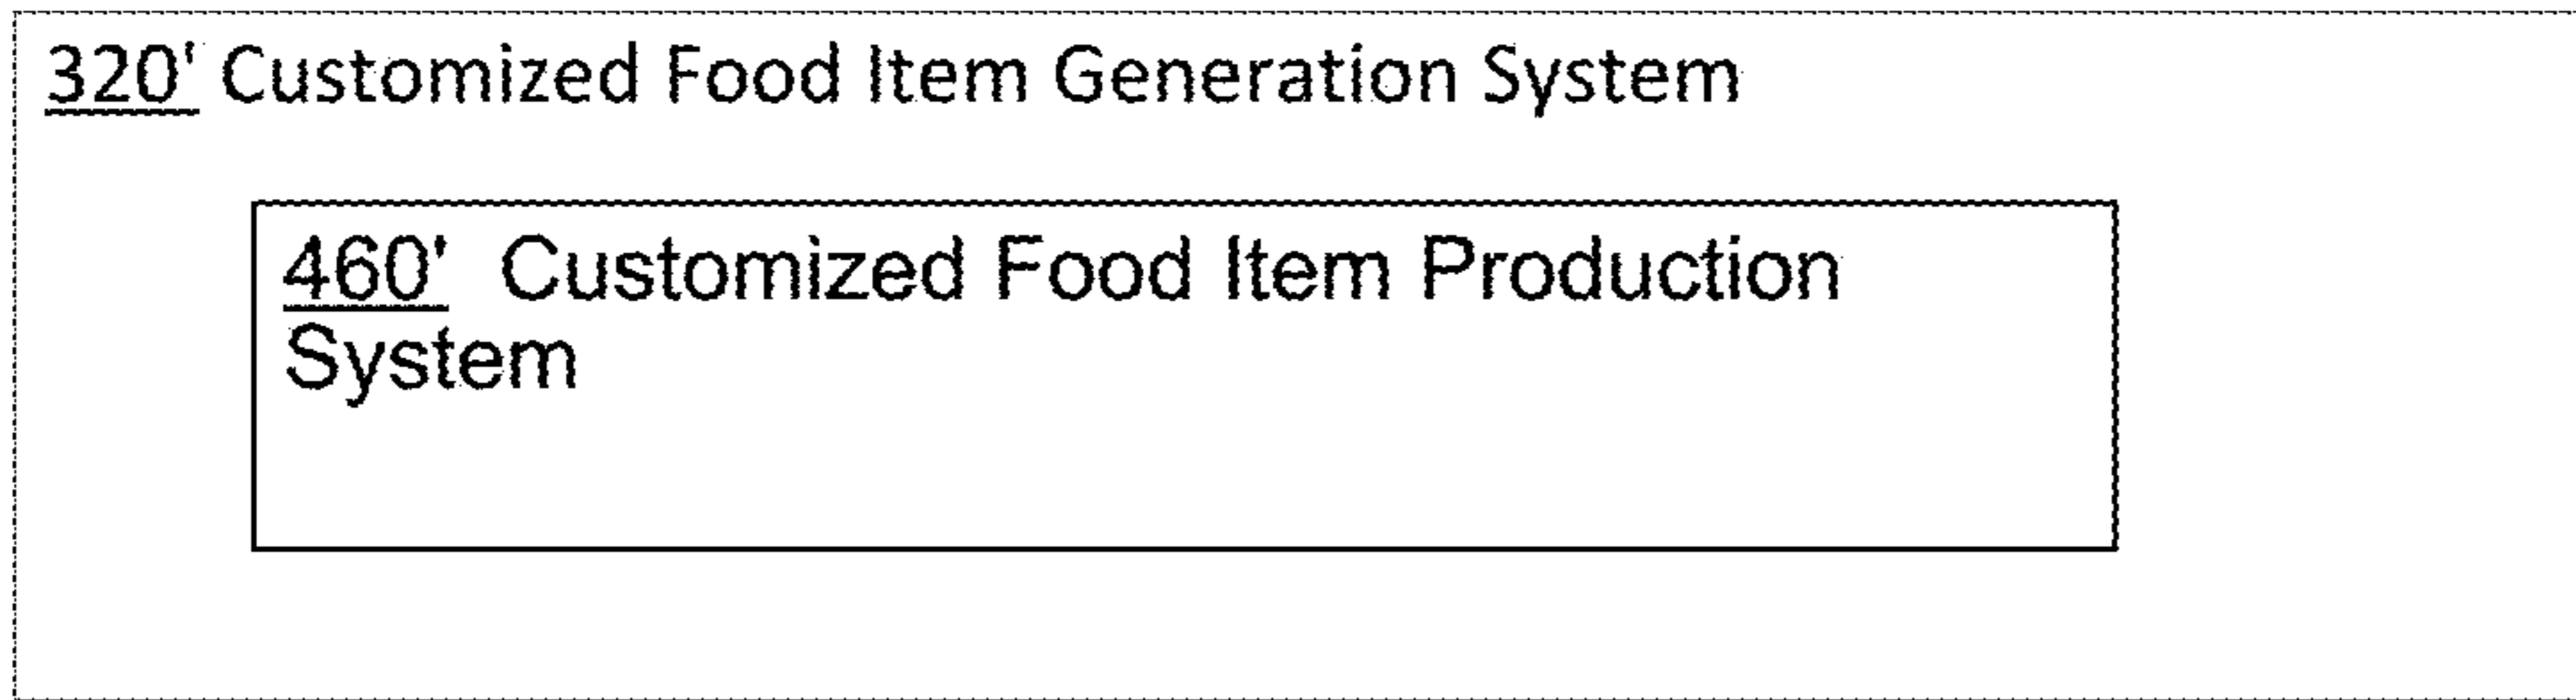 320' Customized Food Item Generation System
460' Customized Food Item Production
System